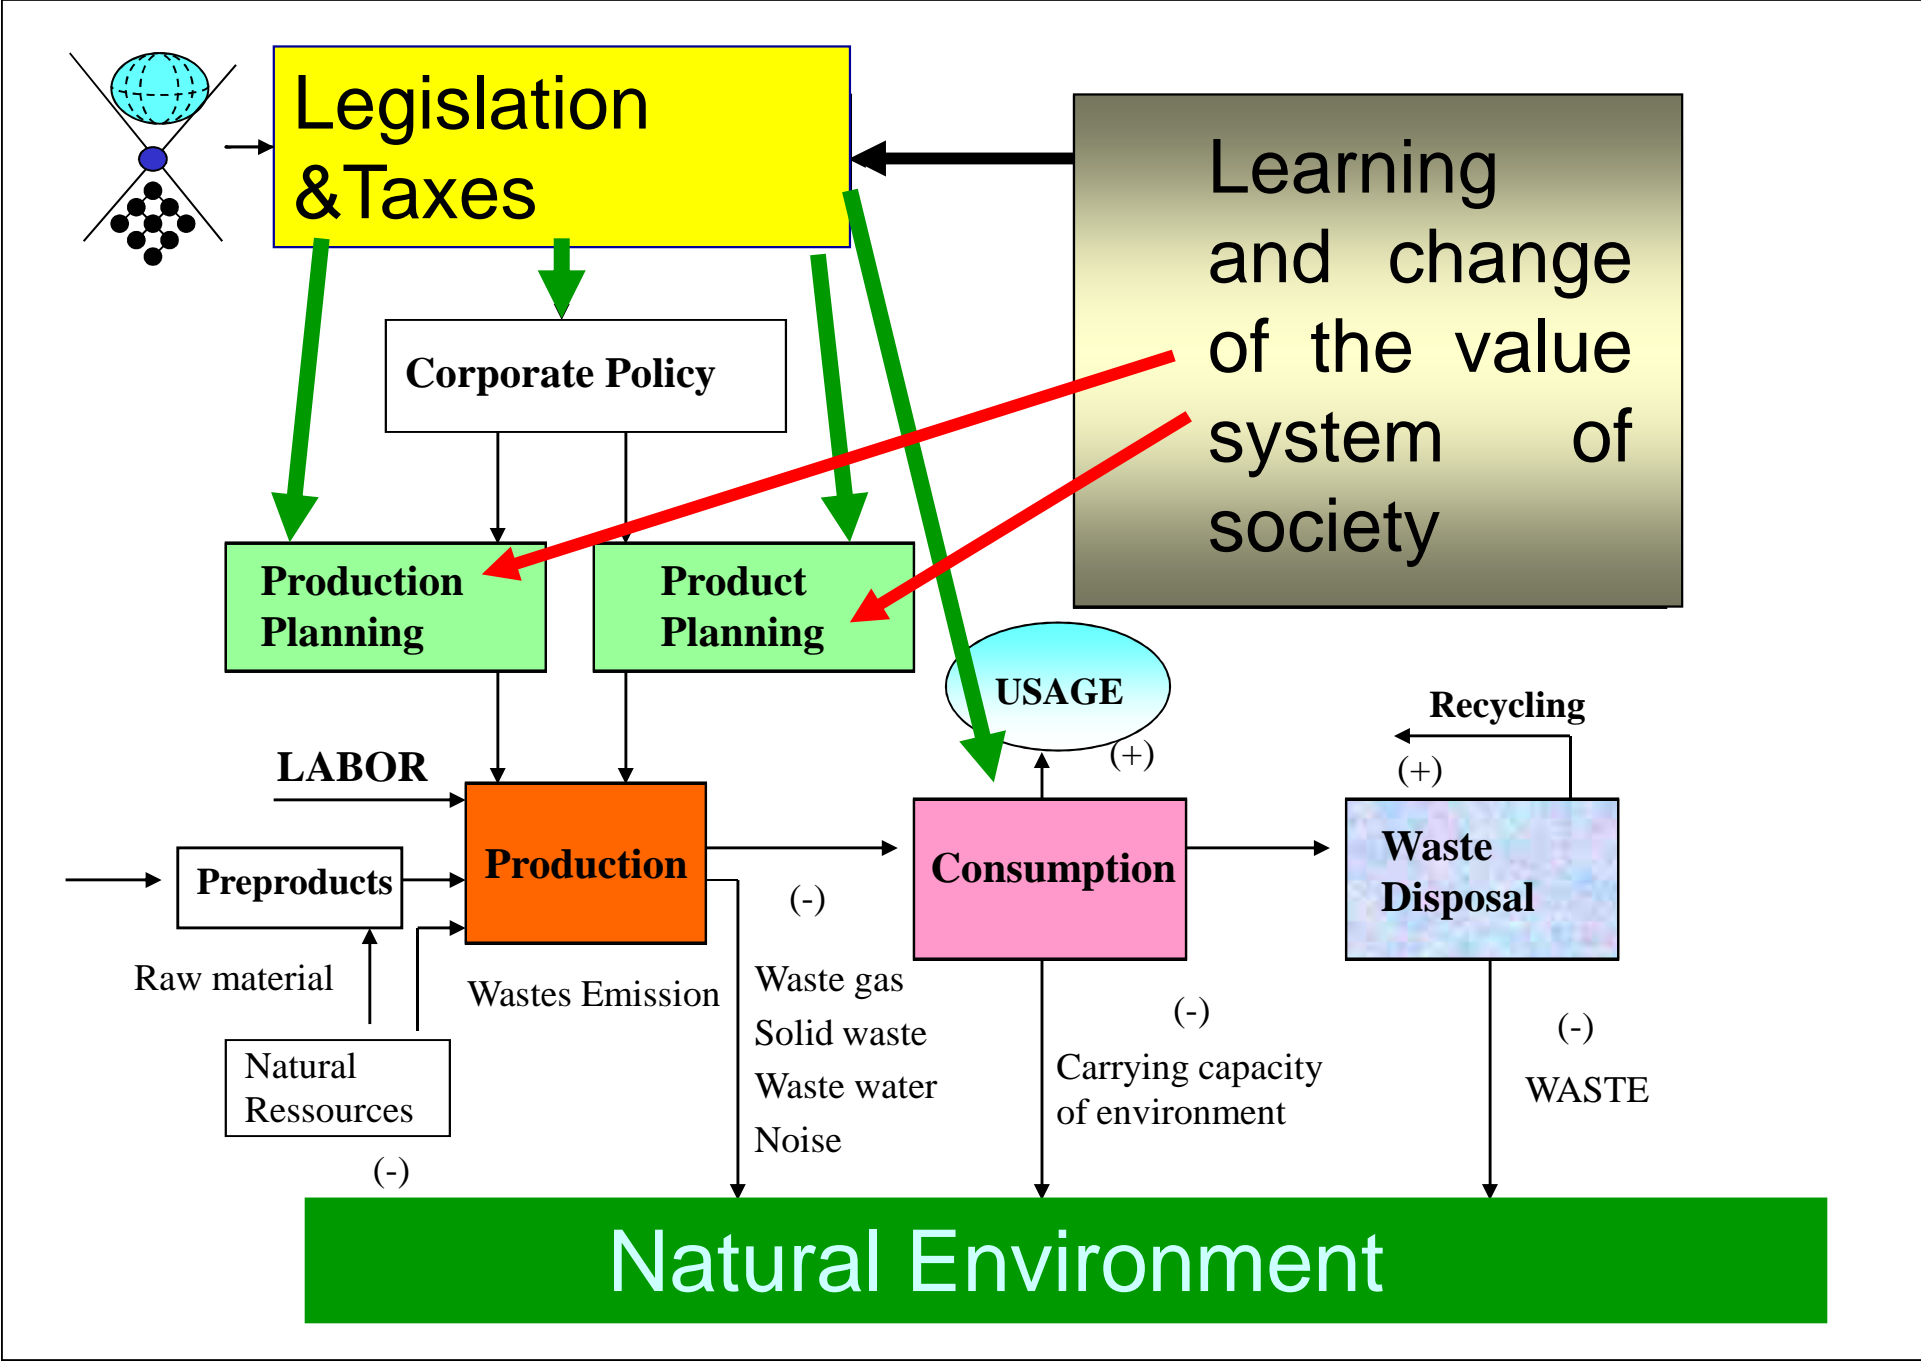 Legislation
&Taxes
Learning
and change
of the value
system of
society
Corporate Policy
Production
Planning
Product
Planning
USAGE
(+)
Recycling
(+)
LABOR
Preproducts
Production
(-)
Consumption
Waste
Disposal
Raw material
Wastes Emission
Waste gas
Solid waste
Waste water
Noise
(-)
Carrying capacity
of environment
(-)
WASTE
Natural
Ressources
(-)
Natural Environment